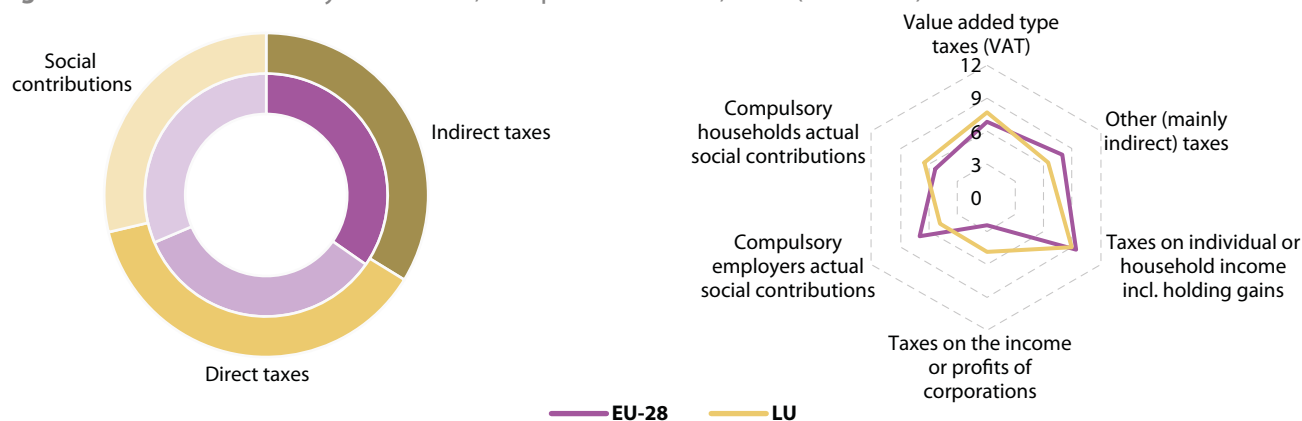 Social
contributions
Indirect taxes
Direct taxes
Value added type
taxes (VAT)
12
9
6
3
0
Other (mainly
indirect) taxes
Taxes on individual or
household income
incl. holding gains
Taxes on the income
or profits of
corporations
Compulsory
employers actual
social contributions
Compulsory
households actual
social contributions
EU-28
LU